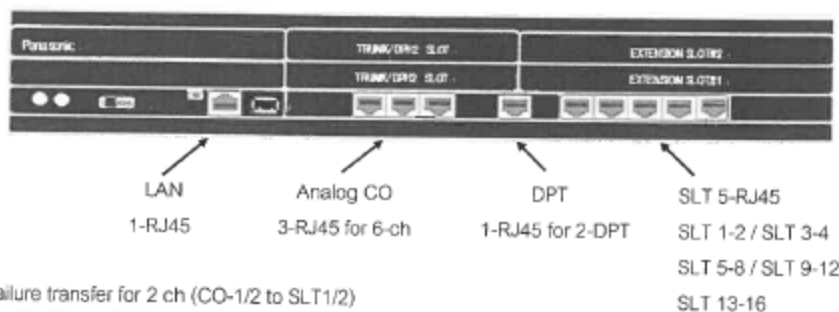 Panasonic
TRUNK/DPH2 SLOT
EXTENSION SLOT#2
TRUNK/DPH2 SLOT
EXTENSION SLOT#1
LAN
1-RJ45
Analog CO
3-RJ45 for 6-ch
DPT
1-RJ45 for 2-DPT
SLT 5-RJ45
SLT 1-2 / SLT 3-4
SLT 5-8 / SLT 9-12
SLT 13-16
ailure transfer for 2 ch (CO-1/2 to SLT1/2)